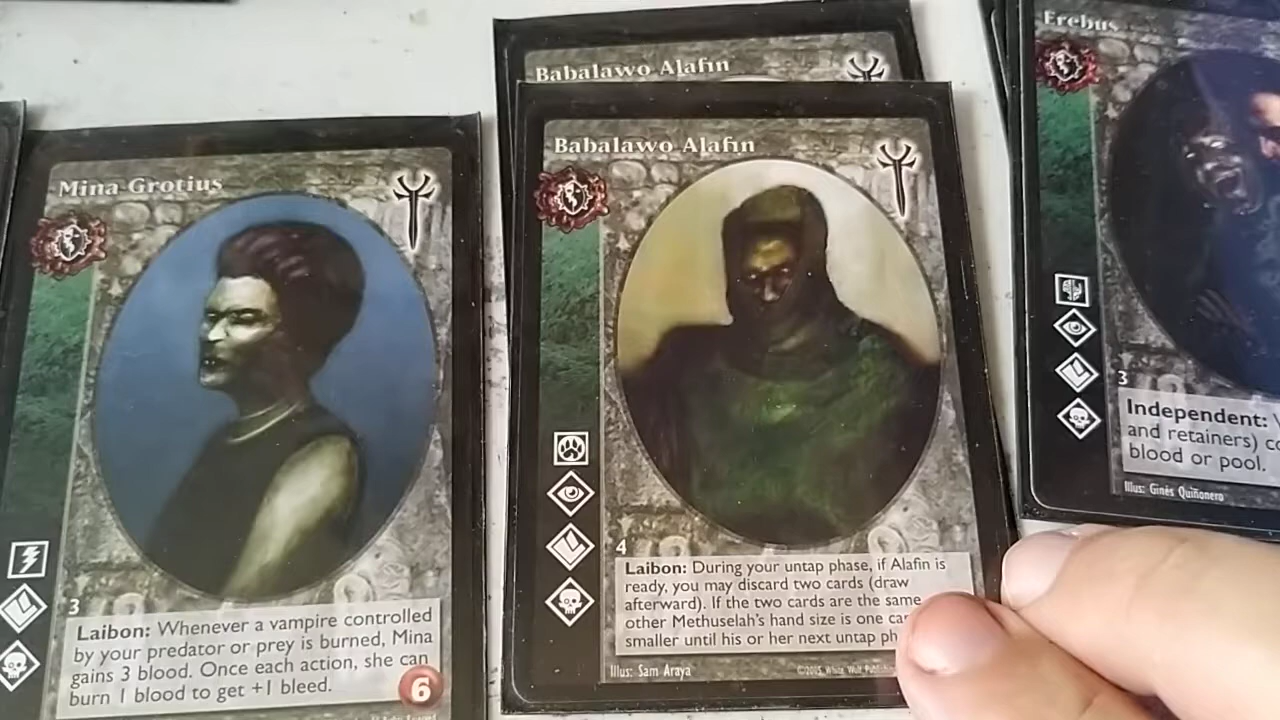 Mina Grotius
3
Laibon: Whenever a vampire controlled
by your predator or prey is burned, Mina
gains 3 blood. Once each action, she can
burn 1 blood to get +1 bleed.
6
Babalawo Alafin
Babalawo Alafin
4
Laibon: During your untap phase, if Alafin is
ready, you may discard two cards (draw
afterward). If the two cards are the same
other Methuselah's hand size is one
smaller until his or her next untap
Illus: Sam Araya
©2005 White Wolf
Erebus
3
Independent:
and retainers)
blood or pool.
Illus: Ginés Quiñonero